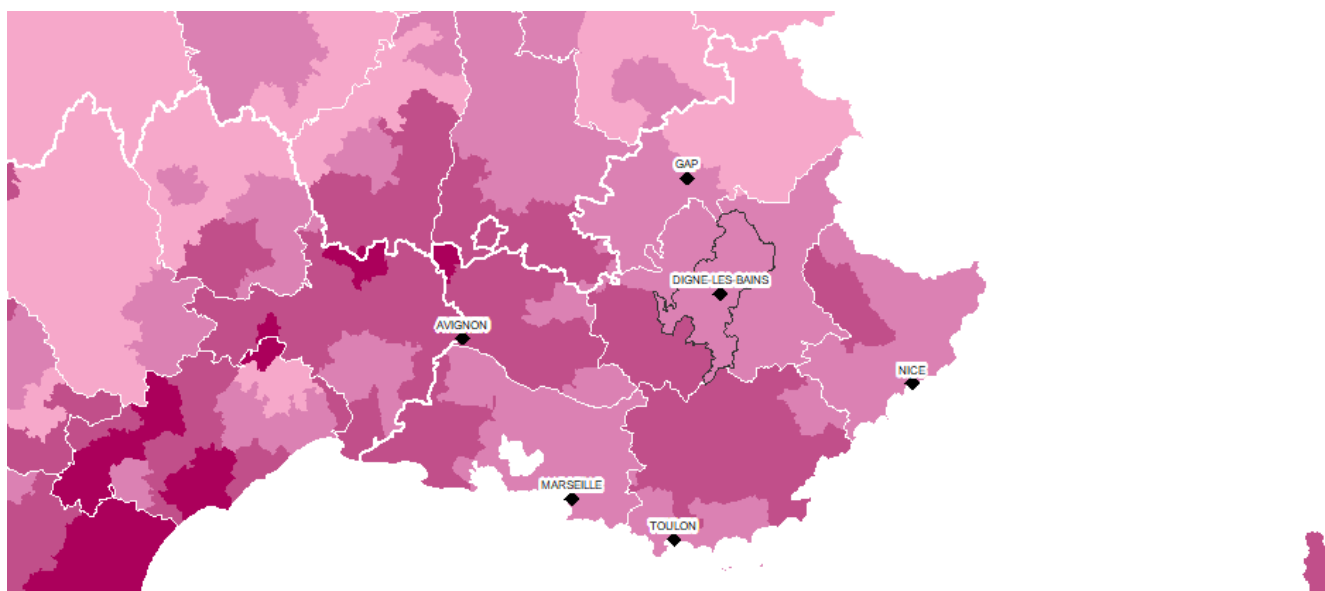 GAP
DIGNE-LES-BAINS
AVIGNON
NICE
MARSEILLE
TOULON